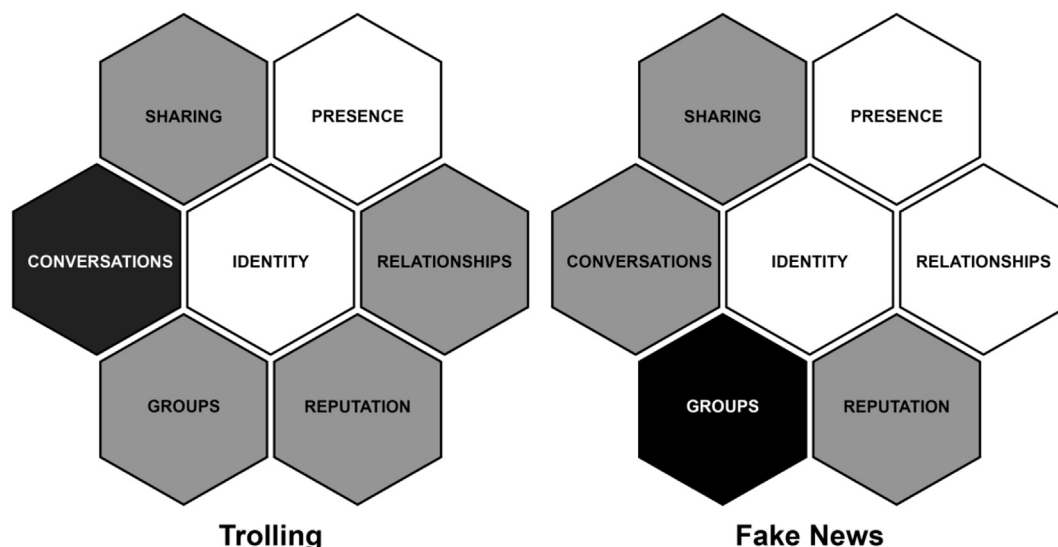 SHARING
PRESENCE
CONVERSATIONS
IDENTITY
RELATIONSHIPS
GROUPS
REPUTATION
Trolling
SHARING
PRESENCE
CONVERSATIONS
IDENTITY
RELATIONSHIPS
GROUPS
REPUTATION
Fake News